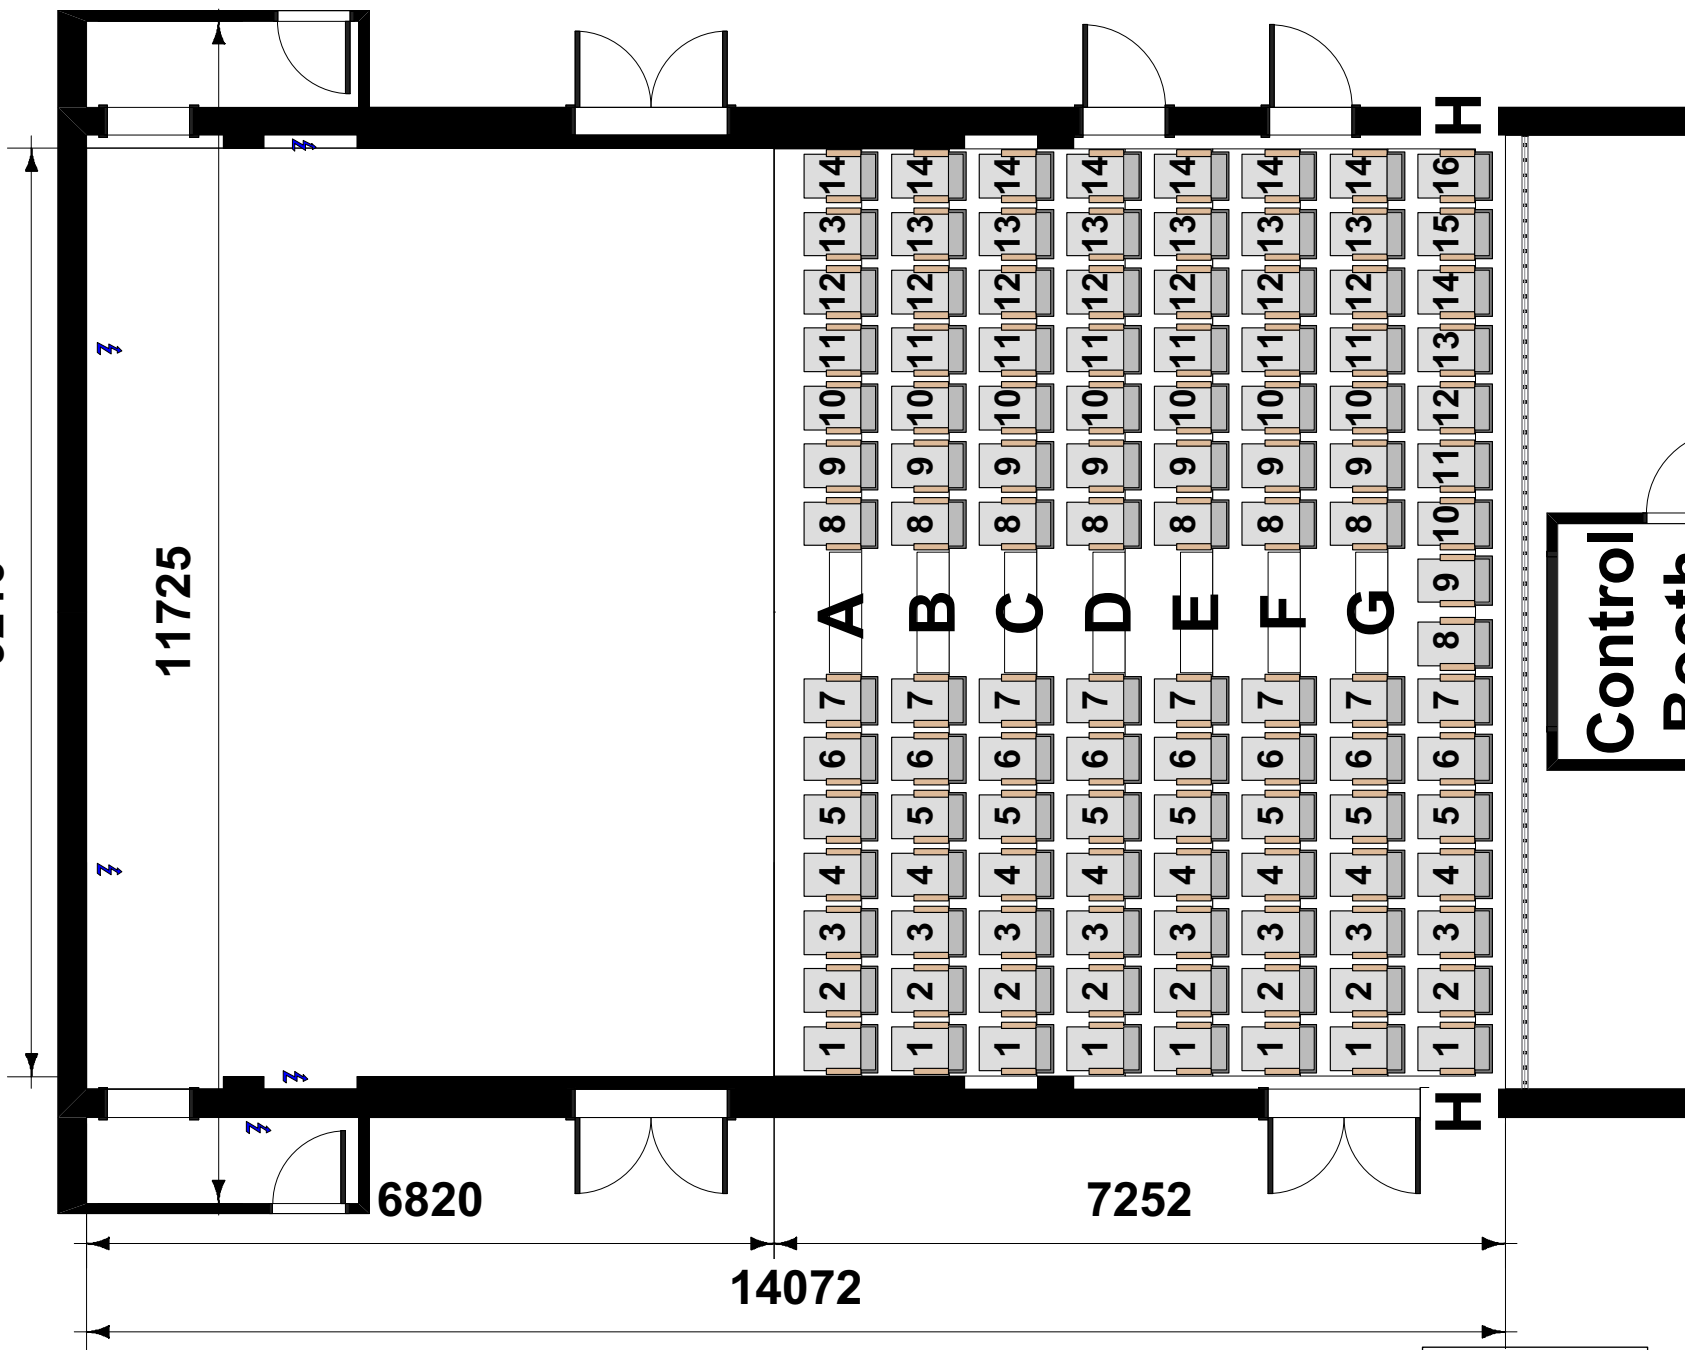 H
14 14 14 14 14 14 14 16
13 13 13 13 13 13 13 15
12 12 12 12 12 12 12 14
11 11 11 11 11 11 11 13
10 10 10 10 10 10 10 12
9 9 9 9 9 9 9 11
8 8 8 8 8 8 8 10
9
11725
A B C D E F G
8
Control
7 7 7 7 7 7 7 7
6 6 6 6 6 6 6 6
5 5 5 5 5 5 5 5
4 4 4 4 4 4 4 4
3 3 3 3 3 3 3 3
2 2 2 2 2 2 2 2
1 1 1 1 1 1 1 1
H
6820 7252
14072